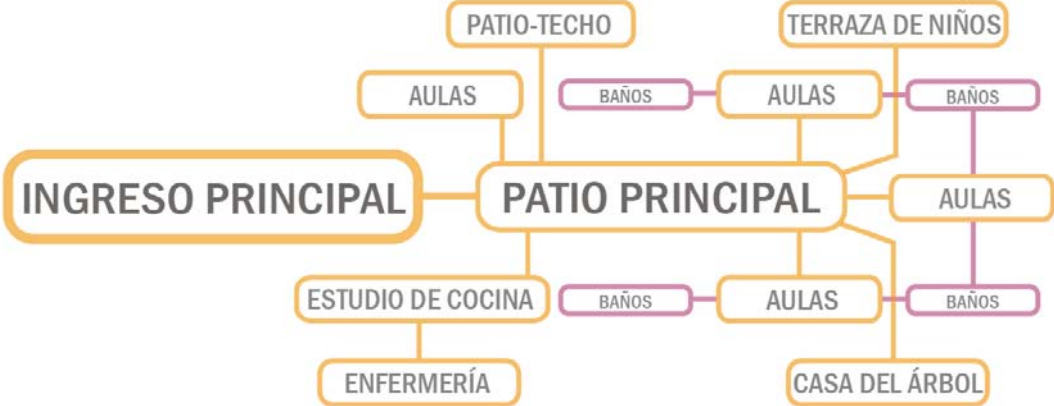 PATIO-TECHO
TERRAZA DE NIÑOS
AULAS
BAÑOS
AULAS
BAÑOS
INGRESO PRINCIPAL
PATIO PRINCIPAL
AULAS
ESTUDIO DE COCINA
BAÑOS
AULAS
BAÑOS
ENFERMERÍA
CASA DEL ÁRBOL